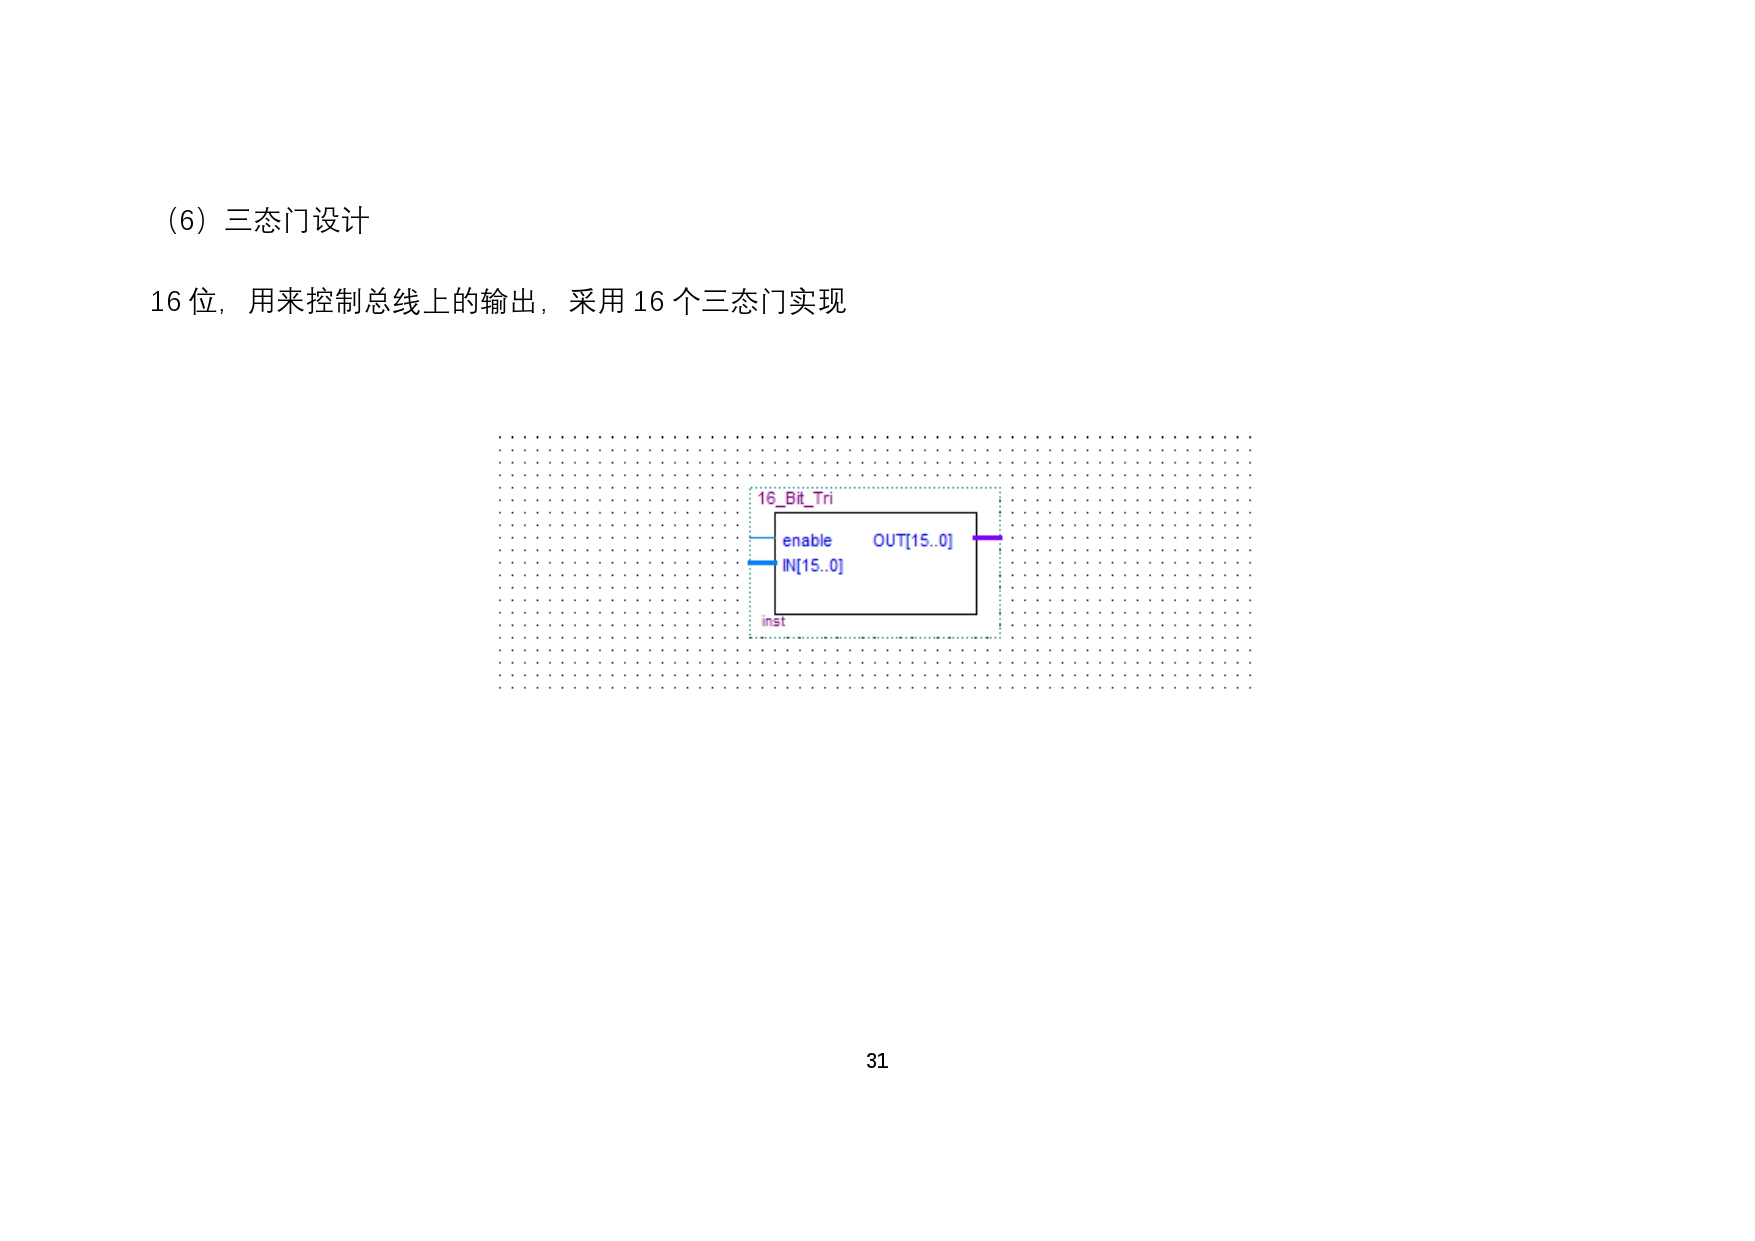 （6）三态门设计
16 位，用来控制总线上的输出，采用 16 个三态门实现
16_Bit_Tri
enable OUT[15..0]
IN[15..0]
inst
31